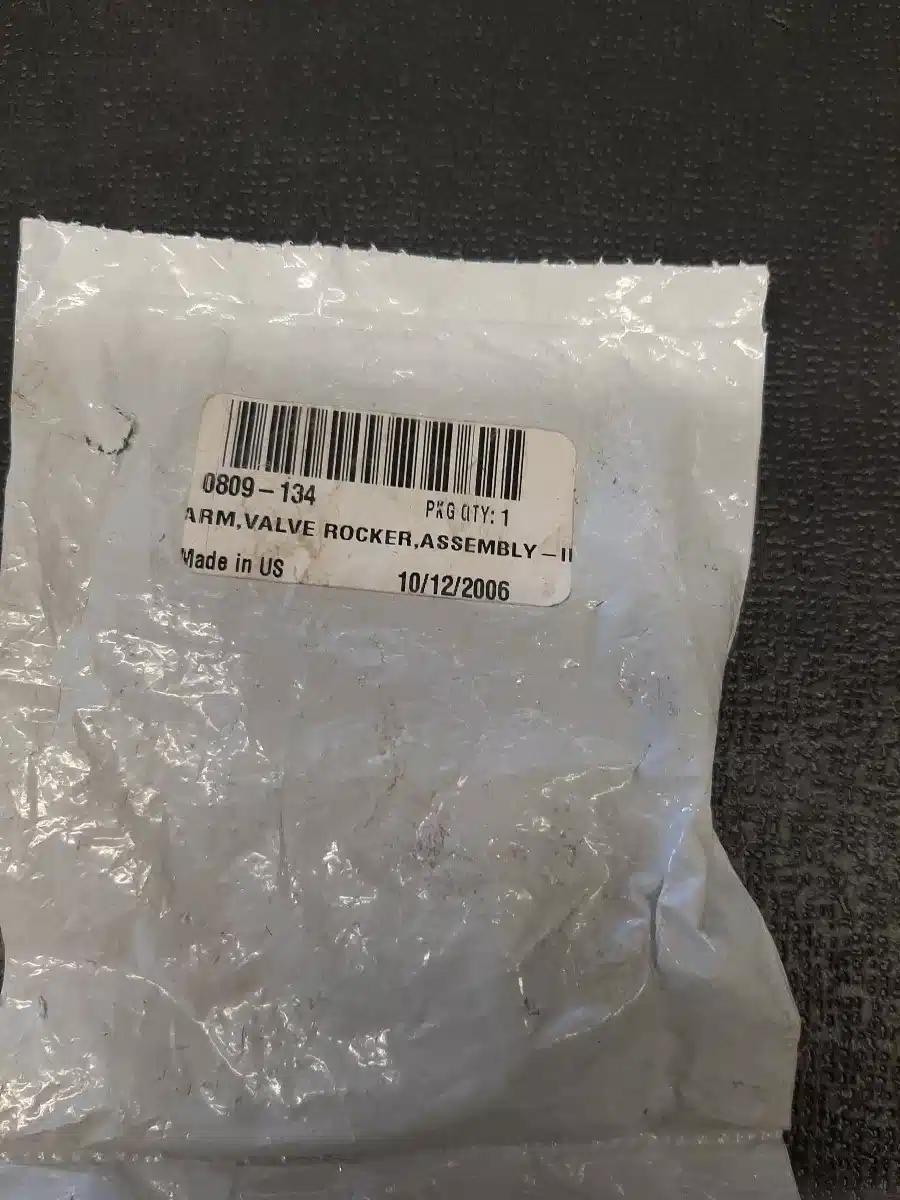 0809-134
PKG QTY: 1
ARM,VALVE ROCKER,ASSEMBLY-I
Made in US
10/12/2006